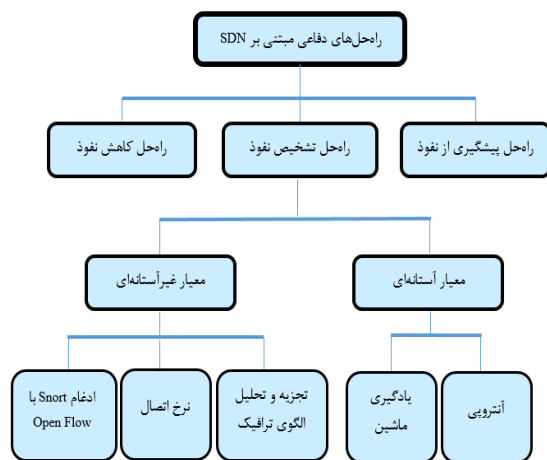 راه‌حل‌های دفاعی مبتنی بر SDN
راه‌حل پیشگیری از نفوذ
راه‌حل تشخیص نفوذ
راه‌حل کاهش نفوذ
معیار آستانه‌ای
معیار غیرآستانه‌ای
آنتروپی
یادگیری
ماشین
تجزیه و تحلیل
الگوی ترافیک
نرخ اتصال
ادغام Snort با
Open Flow